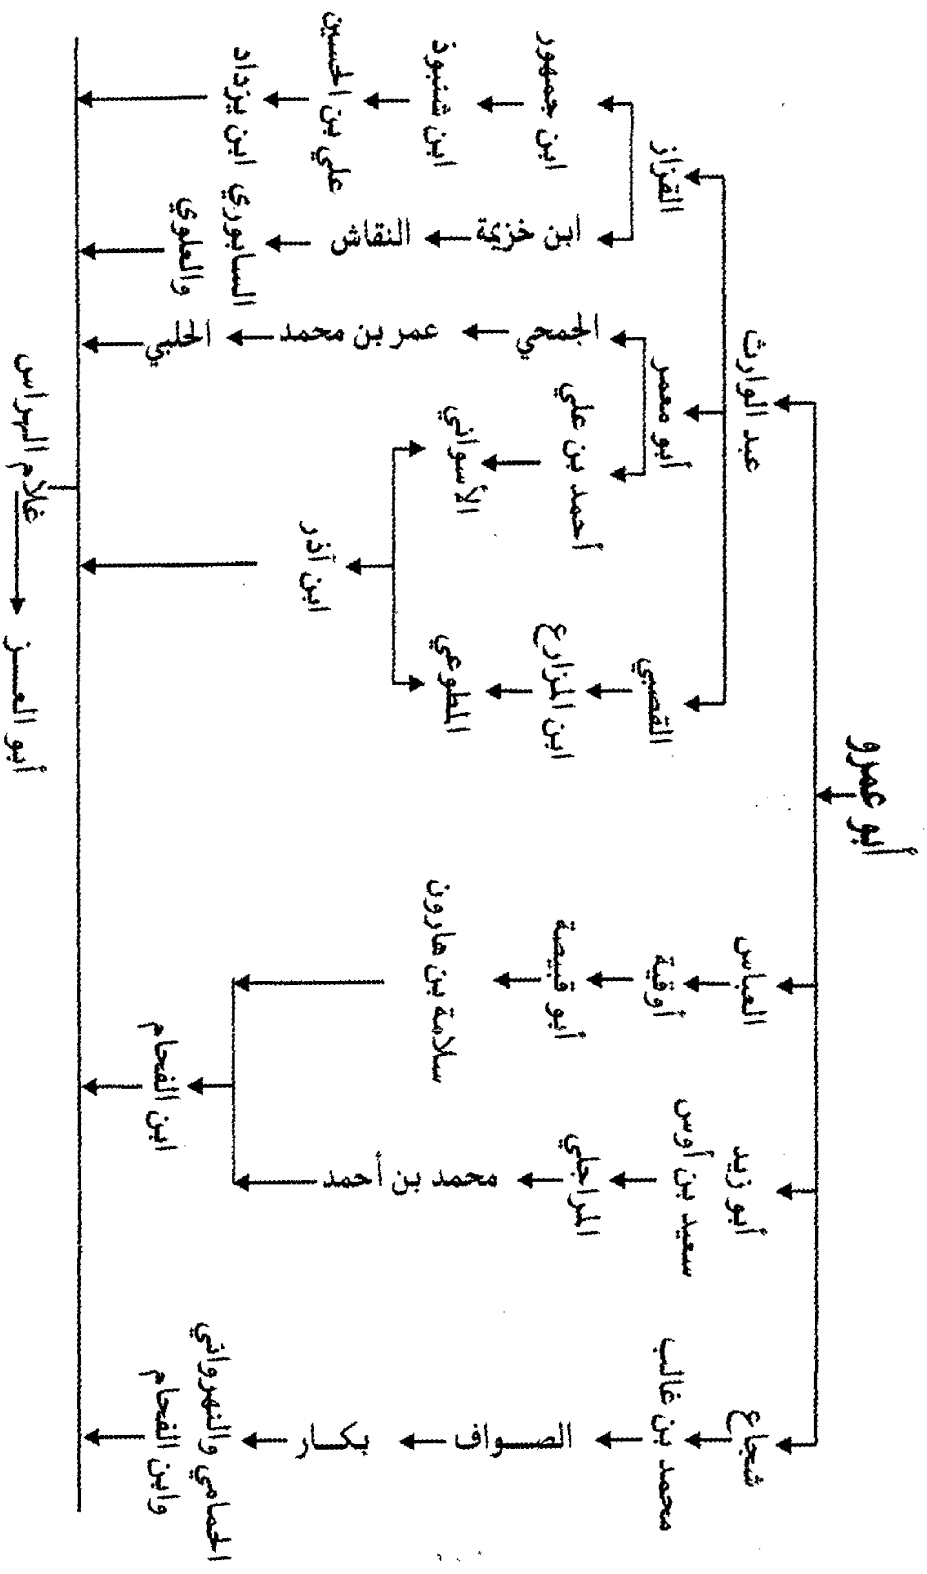 أبو عمرو
عبد الوارث
العباس
أبو زيد
سعيد بن أوس
شجاع
القزاز
أبو معمر
القصبي
أوقية
محمد بن غالب
ابن جمهور
ابن خزيمة
الجمحي
أحمد بن علي
ابن المزارع
أبو قبيصة
المراجلي
الصواف
ابن شنبوذ
النقاش
عمر بن محمد
الأسواني
المطوعي
سلامة بن هارون
محمد بن أحمد
بكار
علي بن الحسين
ابن يزداد
السابوري
والعلوي
الحلبي
ابن آذر
ابن الفحام
الحمامي والنهرواني
وابن الفحام
غلام الهراس
أبو العز